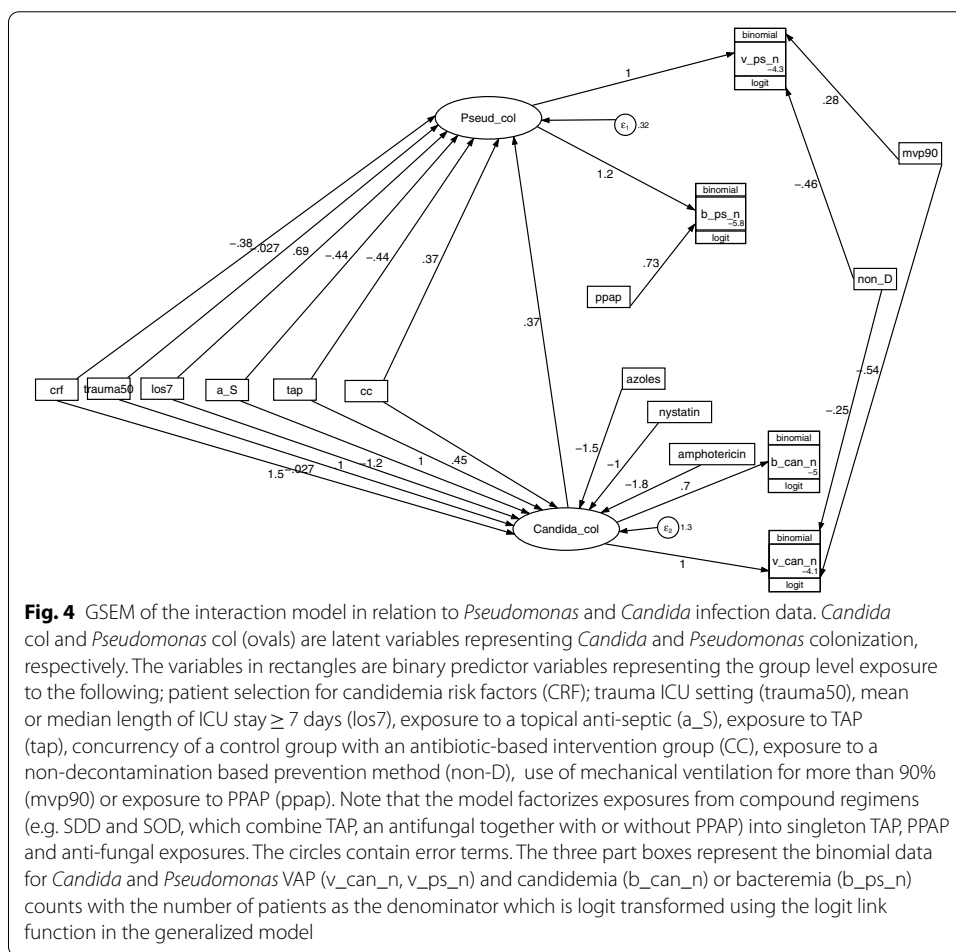 binomial
v_ps_n
−4.3
logit
1
.28
Pseud_col
ε1 .32
mvp90
1.2
−.46
binomial
b_ps_n
−5.8
logit
−.38
−.027
.69
−.44
−.44
.37
.73
non_D
ppap
.37
−.54
azoles
crf
trauma50
los7
a_S
tap
cc
nystatin
−.25
binomial
amphotericin
b_can_n
−5
logit
−1.5
−1
−1.8
.7
1.5
−.027
1
−1.2
1
.45
Candida_col
ε2 1.3
binomial
v_can_n
−4.1
logit
1
Fig. 4 GSEM of the interaction model in relation to Pseudomonas and Candida infection data. Candida
col and Pseudomonas col (ovals) are latent variables representing Candida and Pseudomonas colonization,
respectively. The variables in rectangles are binary predictor variables representing the group level exposure
to the following; patient selection for candidemia risk factors (CRF); trauma ICU setting (trauma50), mean
or median length of ICU stay ≥ 7 days (los7), exposure to a topical anti-septic (a_S), exposure to TAP
(tap), concurrency of a control group with an antibiotic-based intervention group (CC), exposure to a
non-decontamination based prevention method (non-D), use of mechanical ventilation for more than 90%
(mvp90) or exposure to PPAP (ppap). Note that the model factorizes exposures from compound regimens
(e.g. SDD and SOD, which combine TAP, an antifungal together with or without PPAP) into singleton TAP, PPAP
and anti-fungal exposures. The circles contain error terms. The three part boxes represent the binomial data
for Candida and Pseudomonas VAP (v_can_n, v_ps_n) and candidemia (b_can_n) or bacteremia (b_ps_n)
counts with the number of patients as the denominator which is logit transformed using the logit link
function in the generalized model